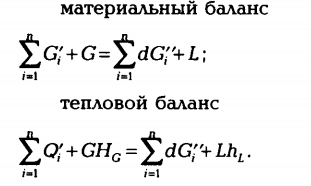 материальный баланс
∑_{i=1}^{n} G′_i + G = ∑_{i=1}^{n} dG″_i + L;
тепловой баланс
∑_{i=1}^{n} Q′_i + GH_G = ∑_{i=1}^{n} dG″_i + Lh_L.